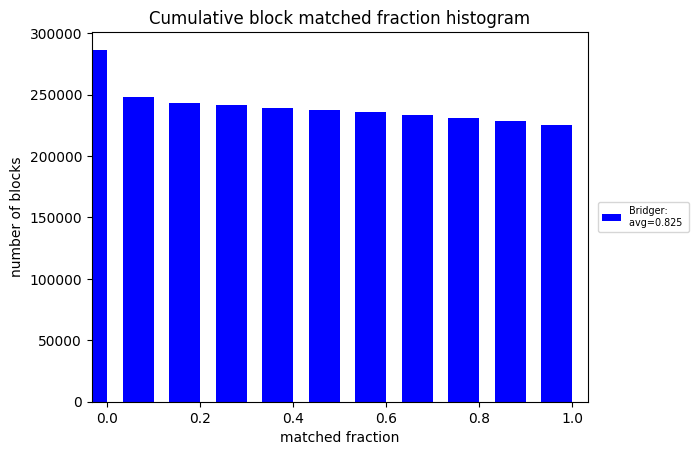 Cumulative block matched fraction histogram
300000
250000
200000
150000
100000
50000
0
number of blocks
0.0 0.2 0.4 0.6 0.8 1.0
matched fraction
Bridger:
avg=0.825